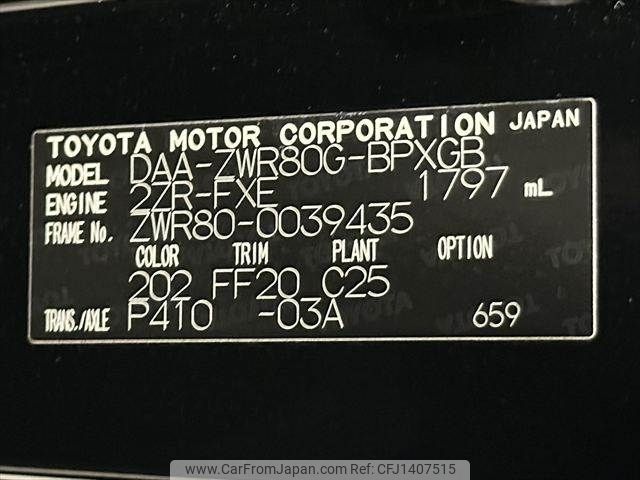 TOYOTA MOTOR CORPORATION JAPAN
MODEL DAA-ZWR80G-BPXGB
ENGINE 2ZR-FXE 1797 mL
FRAME No. ZWR80-0039435
COLOR TRIM PLANT OPTION
202 FF20 C25
TRANS./AXLE P410 -03A 659
www.CarFromJapan.com | CFJ1407515